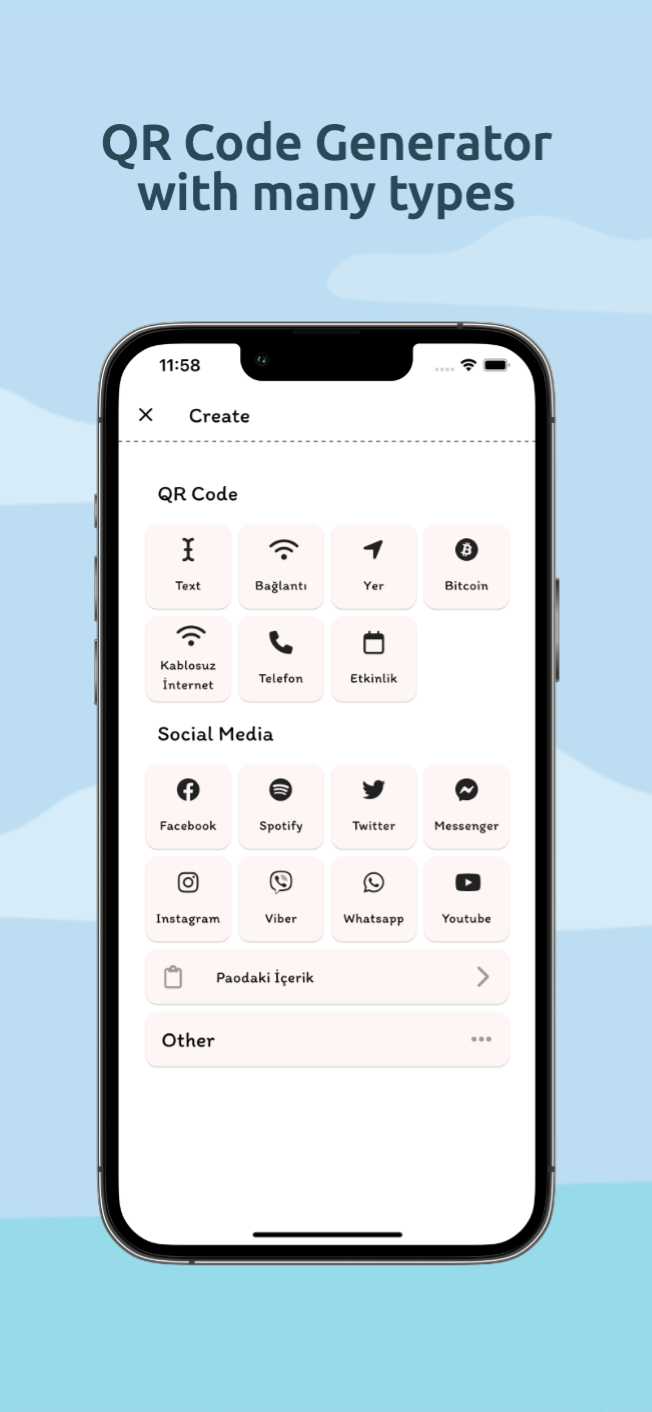 QR Code Generator
with many types
11:58
Create
QR Code
Text
Bağlantı
Yer
Bitcoin
Kablosuz
İnternet
Telefon
Etkinlik
Social Media
Facebook
Spotify
Twitter
Messenger
Instagram
Viber
Whatsapp
Youtube
Paodaki İçerik
Other